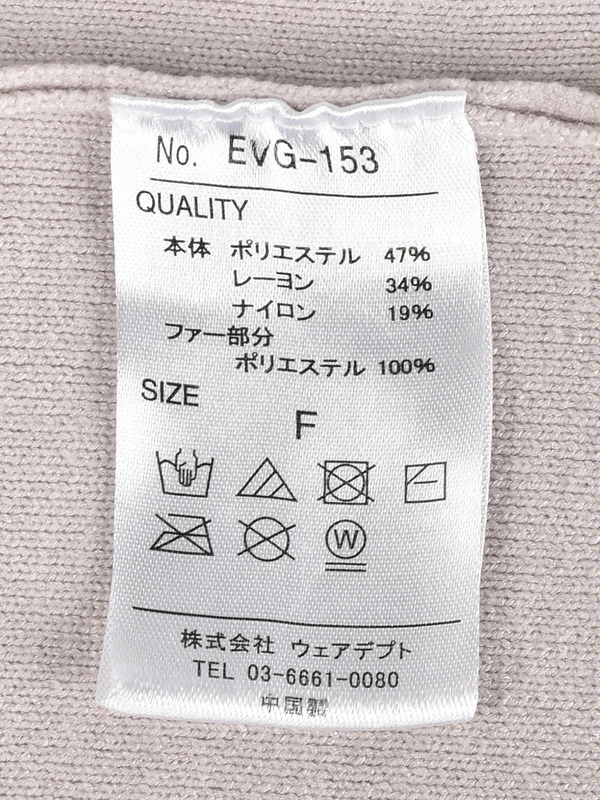 No. EVG-153
QUALITY
本体 ポリエステル 47%
レーヨン 34%
ナイロン 19%
ファー部分
ポリエステル 100%
SIZE
F
W
株式会社 ウェアデプト
TEL 03-6661-0080
中国製